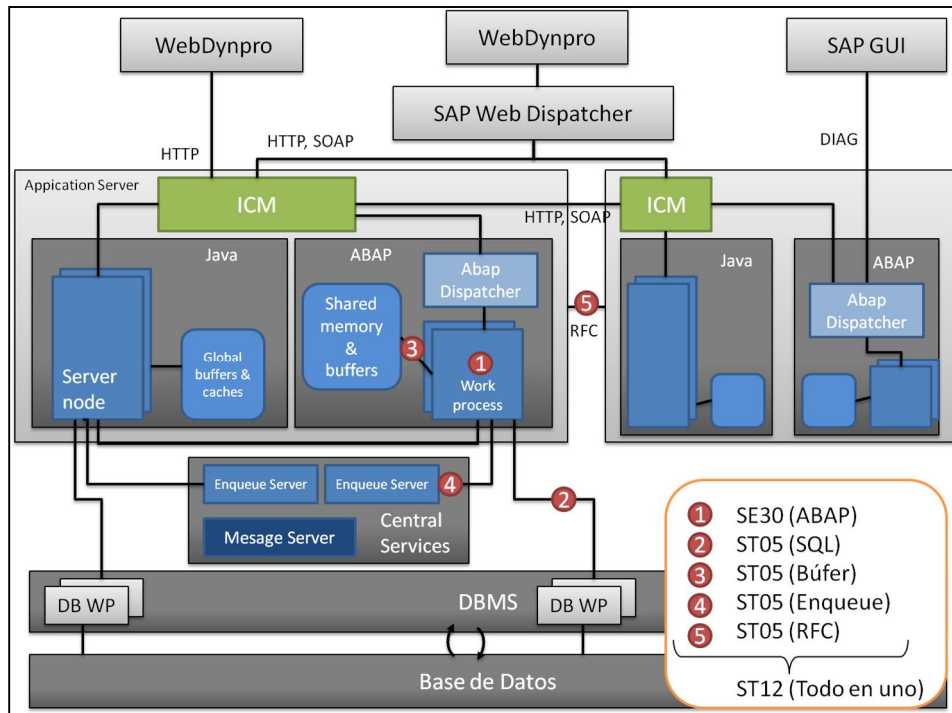 WebDynpro
WebDynpro
SAP GUI
SAP Web Dispatcher
HTTP
HTTP, SOAP
DIAG
Appication Server
ICM
HTTP, SOAP
ICM
Java
ABAP
Java
ABAP
Abap
Dispatcher
Shared
memory
&
buffers
3
1
Work
process
Server
node
Global
buffers &
caches
5
RFC
Abap
Dispatcher
Enqueue Server
Enqueue Server
4
2
Mesage Server
Central
Services
DB WP
DBMS
DB WP
Base de Datos
1 SE30 (ABAP)
2 ST05 (SQL)
3 ST05 (Búfer)
4 ST05 (Enqueue)
5 ST05 (RFC)
ST12 (Todo en uno)